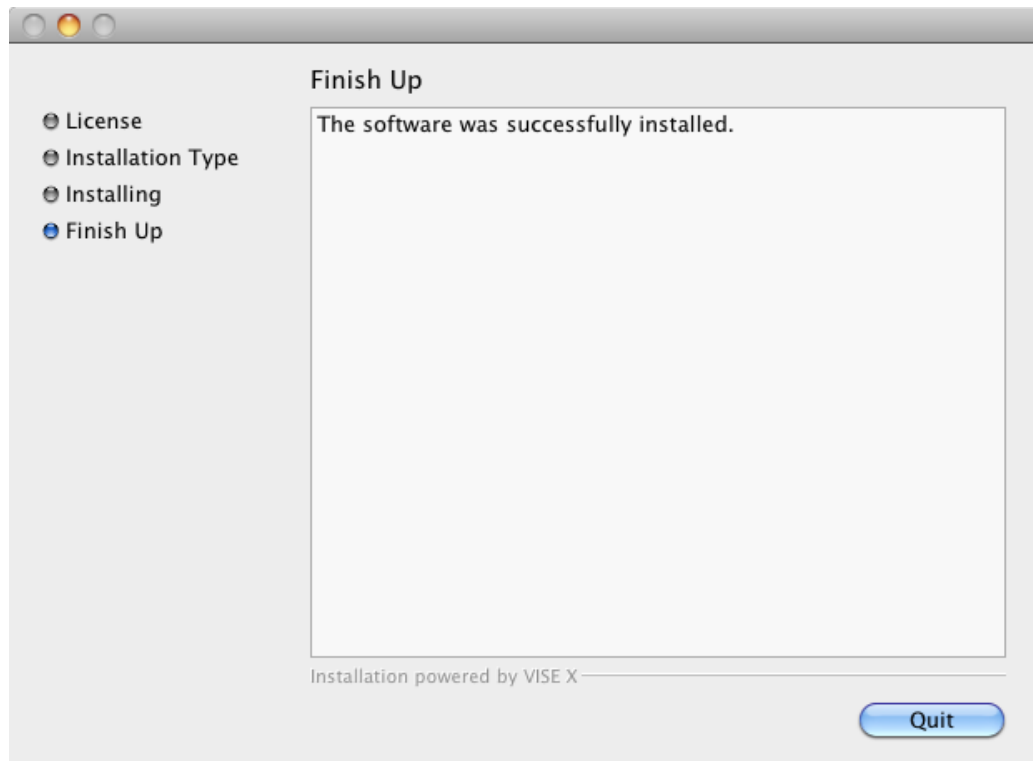 Finish Up
License
Installation Type
Installing
Finish Up
The software was successfully installed.
Installation powered by VISE X
Quit